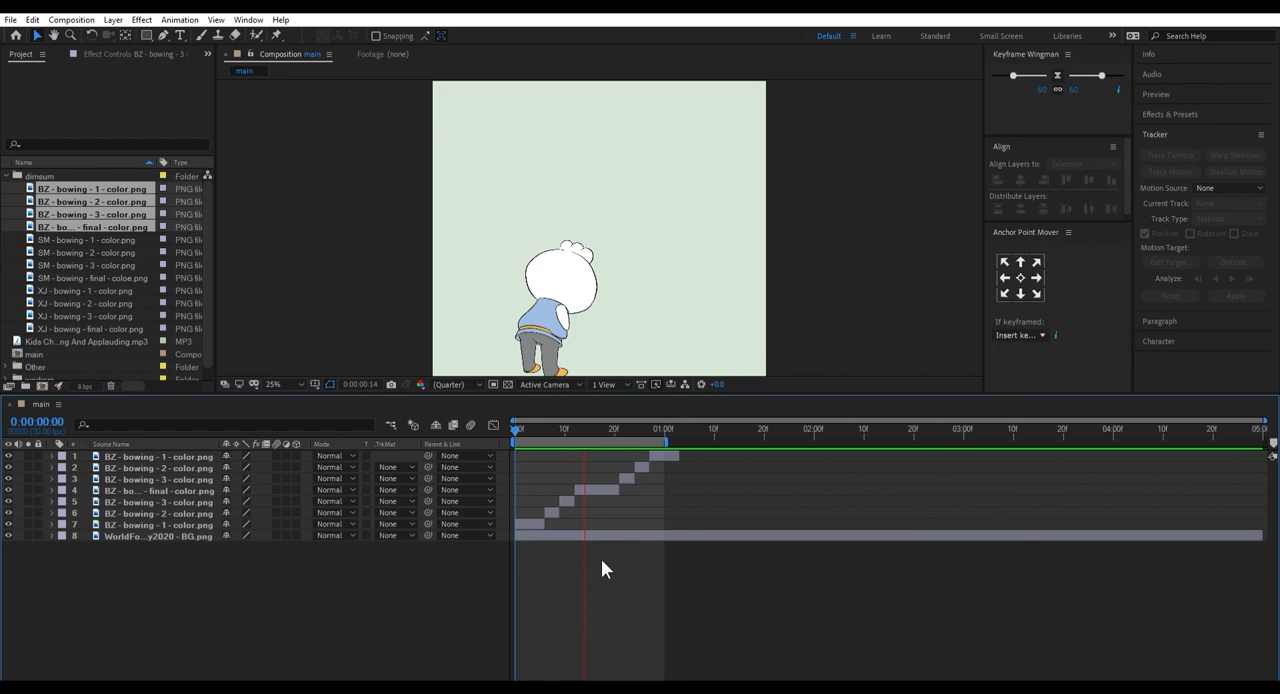 File Edit Composition Layer Effect Animation View Window Help
Snapping
Default Learn Standard Small Screen Libraries Search Help
Project Effect Controls BZ - bowing - 3
Composition main Footage (none)
main
Name Type
dimsum Folder
BZ - bowing - 1 - color.png PNG fil
BZ - bowing - 2 - color.png PNG fil
BZ - bowing - 3 - color.png PNG fil
BZ - bo... - final - color.png PNG fil
SM - bowing - 1 - color.png PNG fil
SM - bowing - 2 - color.png PNG fil
SM - bowing - 3 - color.png PNG fil
SM - bowing - final - coloe.png PNG fil
XJ - bowing - 1 - color.png PNG fil
XJ - bowing - 2 - color.png PNG fil
XJ - bowing - 3 - color.png PNG fil
XJ - bowing - final - color.png PNG fil
Kids Ch...ng And Applauding.mp3 MP3
main Compo
Other Folder
8 bpc
25% 0:00:00:14 (Quarter) Active Camera 1 View +0.0
Keyframe Wingman
60 60
Align
Align Layers to: Selection
Distribute Layers:
Anchor Point Mover
If keyframed:
Insert ke...
Info
Audio
Preview
Effects & Presets
Tracker
Track Camera Warp Stabilizer
Track Motion Stabilize Motion
Motion Source: None
Current Track: None
Track Type: Stabilize
Position Rotation Scale
Motion Target:
Edit Target... Options...
Analyze:
Reset Apply
Paragraph
Character
main
0:00:00:00
00000 (30.00 fps)
# Source Name Mode T .TrkMat Parent & Link
:00f 10f 20f 01:00f 10f 20f 02:00f 10f 20f 03:00f 10f 20f 04:00f 10f 20f 05:0
1 BZ - bowing - 1 - color.png Normal None
2 BZ - bowing - 2 - color.png Normal None None
3 BZ - bowing - 3 - color.png Normal None None
4 BZ - bo... - final - color.png Normal None None
5 BZ - bowing - 3 - color.png Normal None None
6 BZ - bowing - 2 - color.png Normal None None
7 BZ - bowing - 1 - color.png Normal None None
8 WorldFo...y2020 - BG.png Normal None None